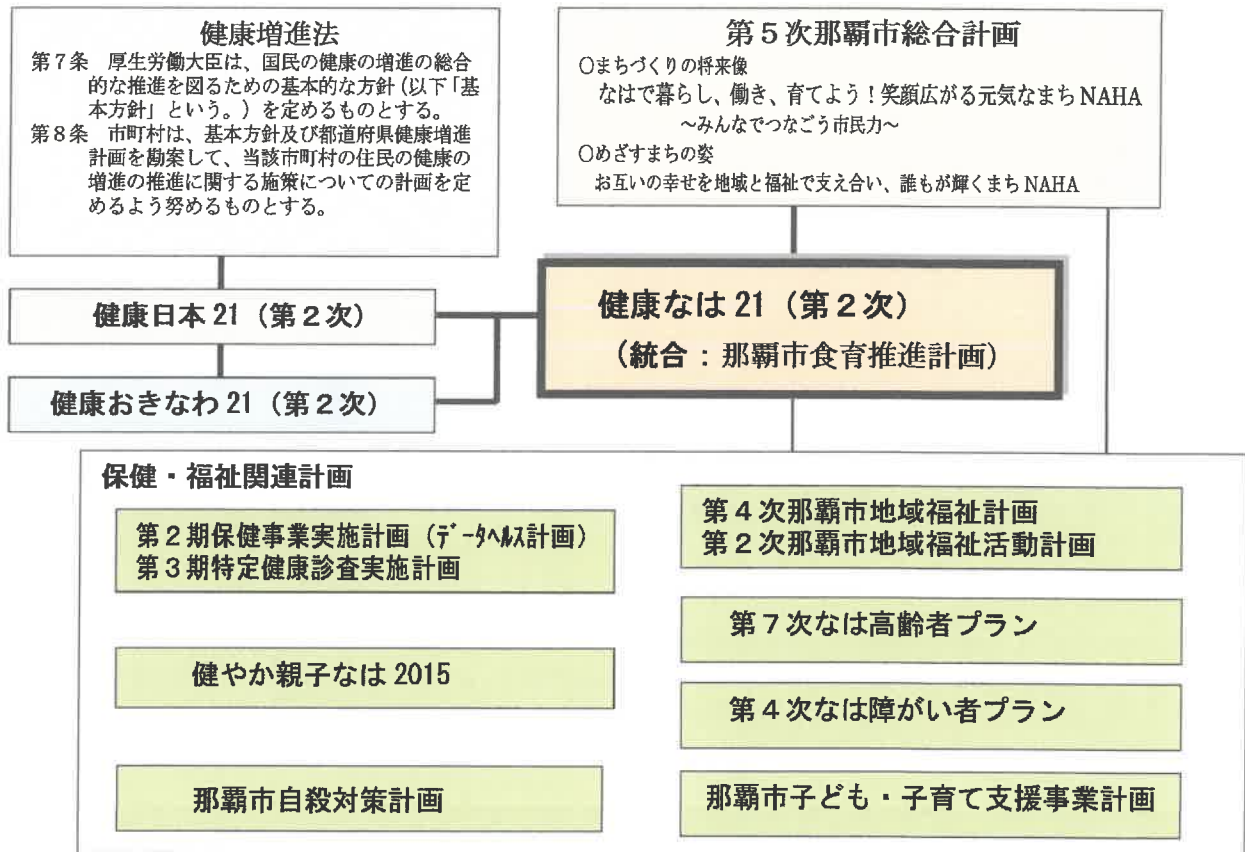 健康増進法
第7条 厚生労働大臣は、国民の健康の増進の総合
的な推進を図るための基本的な方針(以下「基
本方針」という。)を定めるものとする。
第8条 市町村は、基本方針及び都道府県健康増進
計画を勘案して、当該市町村の住民の健康の
増進の推進に関する施策についての計画を定
めるよう努めるものとする。
第5次那覇市総合計画
○まちづくりの将来像
なはで暮らし、働き、育てよう!笑顔広がる元気なまちNAHA
～みんなでつなごう市民力～
○めざすまちの姿
お互いの幸せを地域と福祉で支え合い、誰もが輝くまちNAHA
健康日本21(第2次)
健康おきなわ21(第2次)
健康なは21(第2次)
(統合:那覇市食育推進計画)
保健・福祉関連計画
第2期保健事業実施計画(データヘルス計画)
第3期特定健康診査実施計画
健やか親子なは2015
那覇市自殺対策計画
第4次那覇市地域福祉計画
第2次那覇市地域福祉活動計画
第7次なは高齢者プラン
第4次なは障がい者プラン
那覇市子ども・子育て支援事業計画